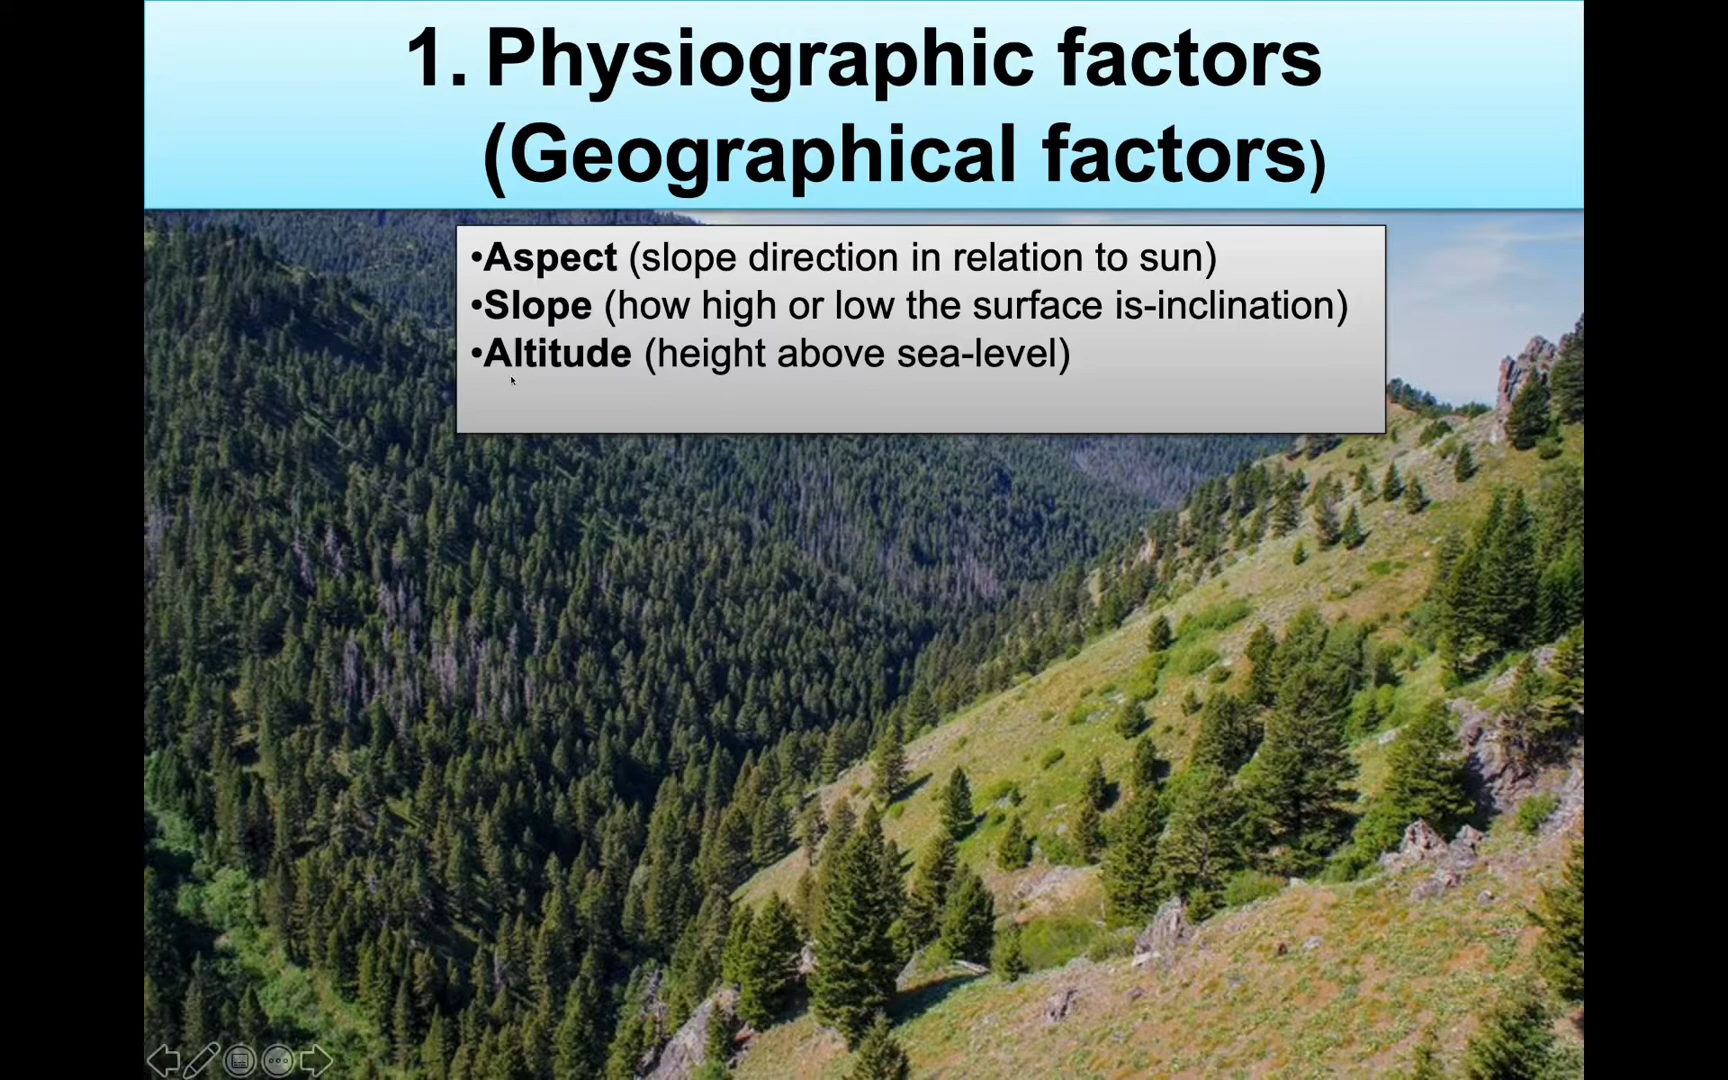 1. Physiographic factors
(Geographical factors)
•Aspect (slope direction in relation to sun)
•Slope (how high or low the surface is-inclination)
•Altitude (height above sea-level)